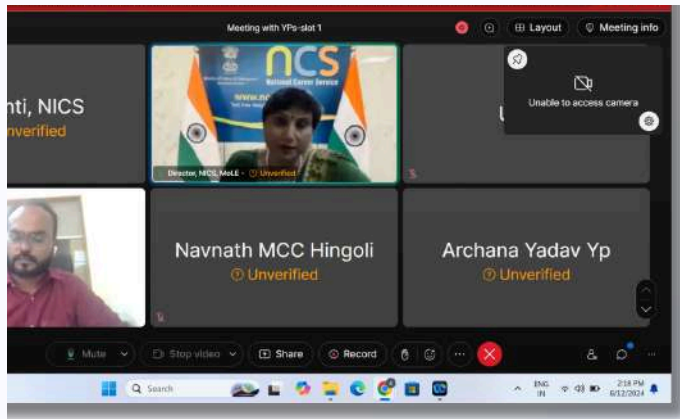 Meeting with YPs-slot 1
Layout
Meeting info
nti, NICS
nverified
ncs
National Career Service
Unable to access camera
Director, NICS, MoLE - Unverified
Navnath MCC Hingoli
Unverified
Archana Yadav Yp
Unverified
Mute
Stop video
Share
Record
Search
ENG
IN
2:18 PM
6/12/2024